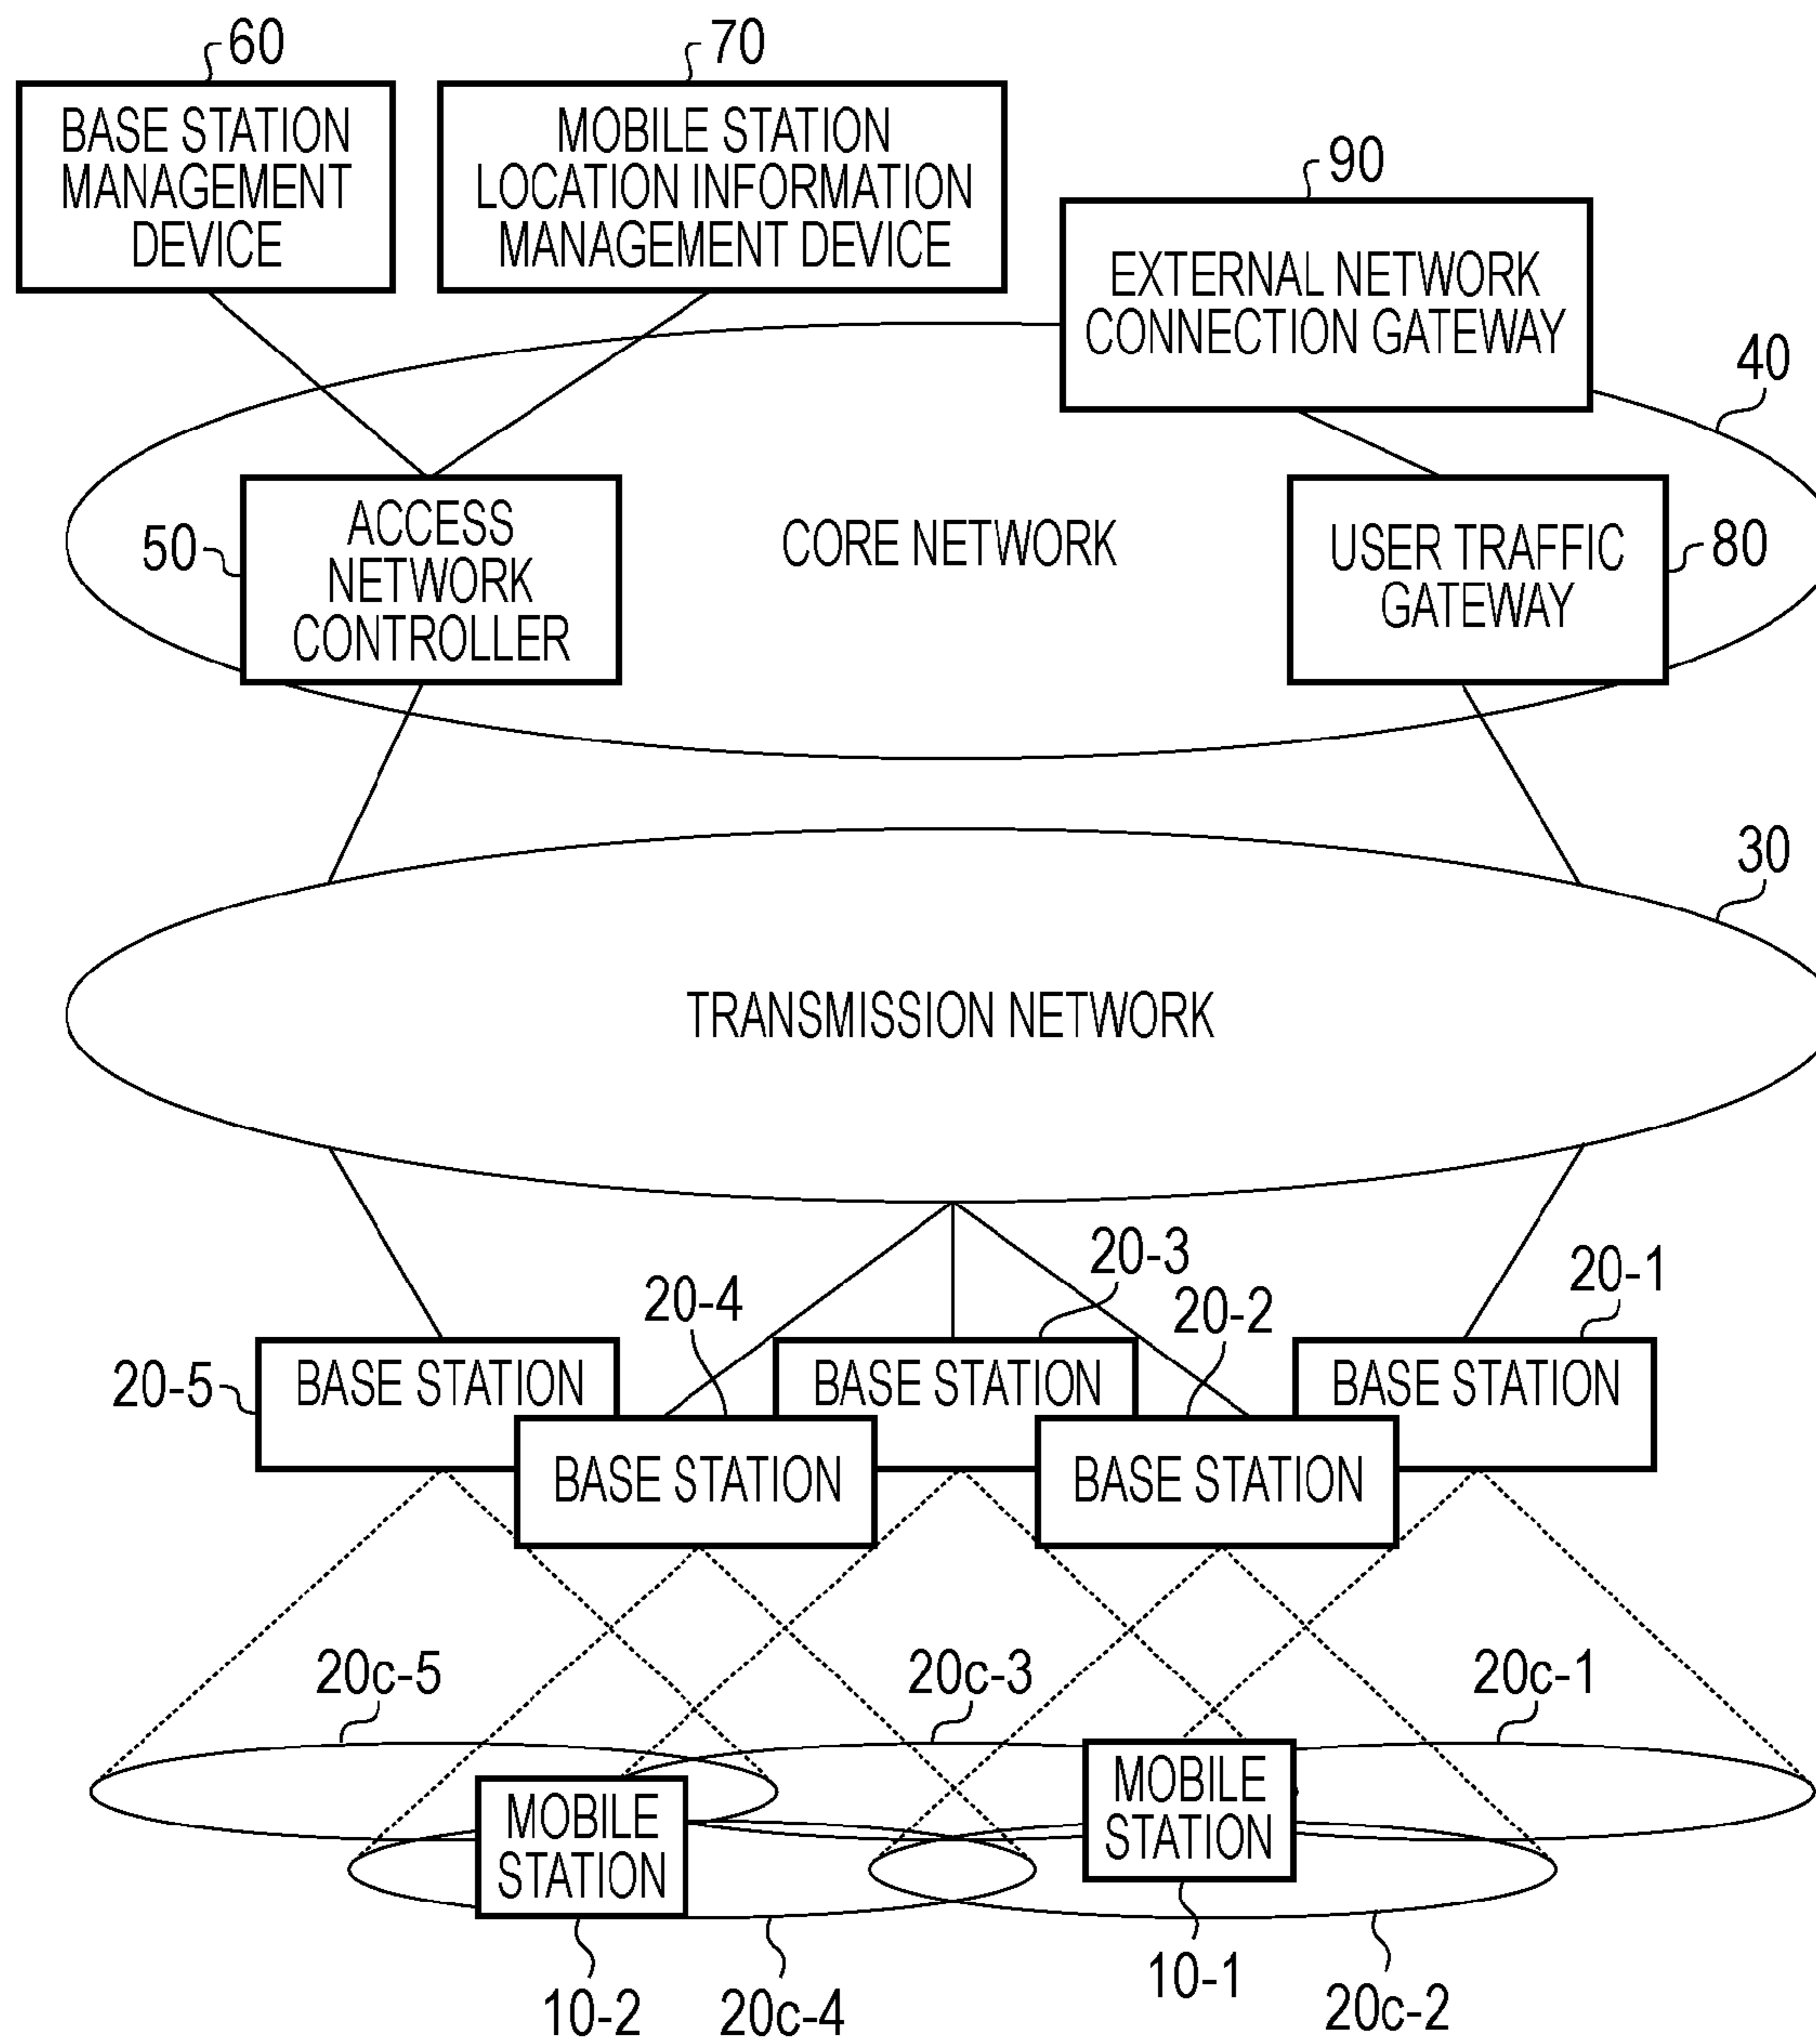 60
70
BASE STATION
MANAGEMENT
DEVICE
MOBILE STATION
LOCATION INFORMATION
MANAGEMENT DEVICE
90
EXTERNAL NETWORK
CONNECTION GATEWAY
40
50
ACCESS
NETWORK
CONTROLLER
CORE NETWORK
USER TRAFFIC
GATEWAY
80
30
TRANSMISSION NETWORK
20-3
20-1
20-4
20-2
20-5
BASE STATION
BASE STATION
BASE STATION
BASE STATION
BASE STATION
20c-5
20c-3
20c-1
MOBILE
STATION
MOBILE
STATION
10-2
20c-4
10-1
20c-2